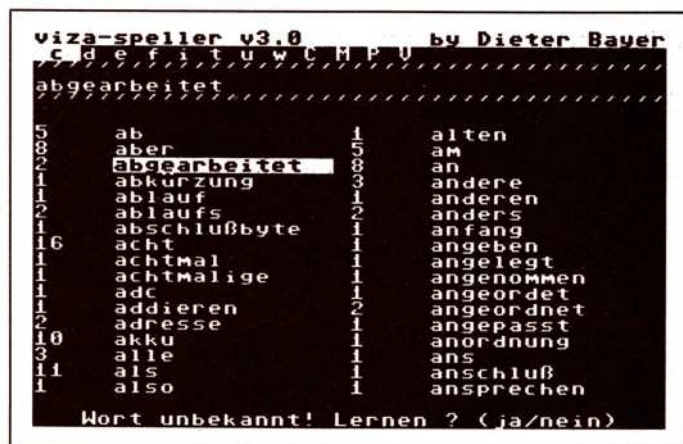 viza-speller v3.0 by Dieter Bayer
c d e f i t u w C M P V
abgearbeitet
5 ab 1 alten
8 aber 5 am
2 abgearbeitet 8 an
1 abkürzung 3 andere
1 ablauf 1 anderen
2 ablaufs 2 anders
1 abschlußbyte 1 anfang
16 acht 1 angeben
1 achtmal 1 angelegt
1 achtmalige 1 angenommen
1 adc 1 angeordet
1 addieren 2 angeordnet
2 adresse 1 angepasst
10 akku 1 anordnung
3 alle 1 ans
11 als 1 anschluß
1 also 1 ansprechen
Wort unbekannt! Lernen ? (ja/nein)